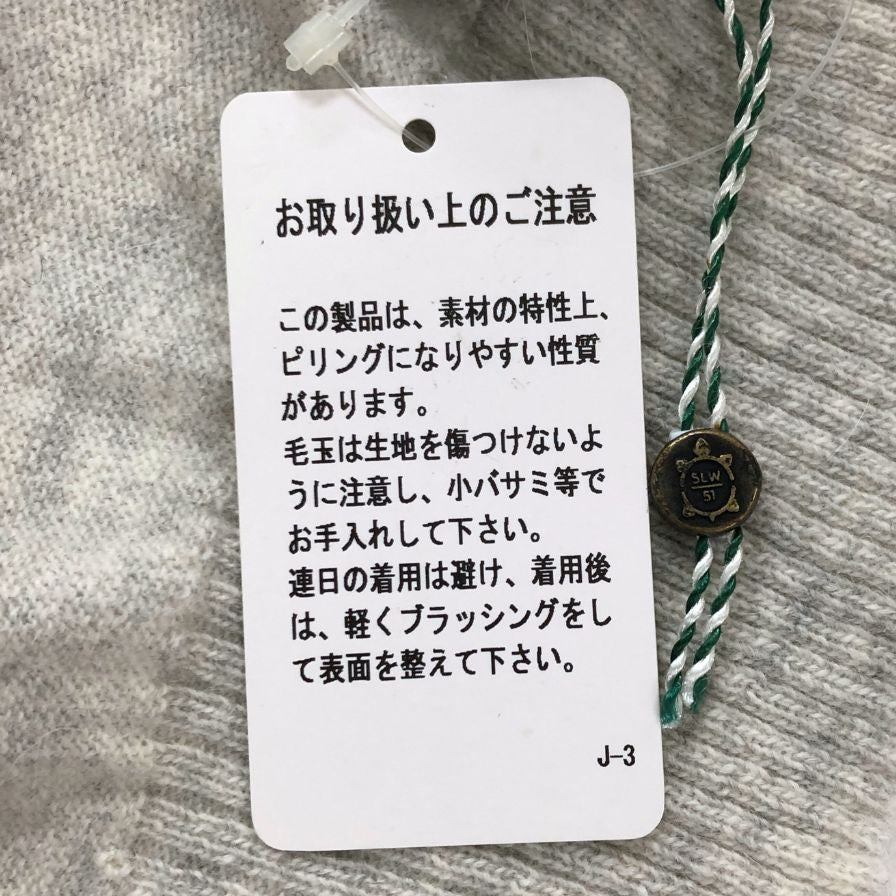 お取り扱い上のご注意
この製品は、素材の特性上、
ピリングになりやすい性質
があります。
毛玉は生地を傷つけないよ
うに注意し、小バサミ等で
お手入れして下さい。
連日の着用は避け、着用後
は、軽くブラッシングをし
て表面を整えて下さい。
J-3
SLW
51